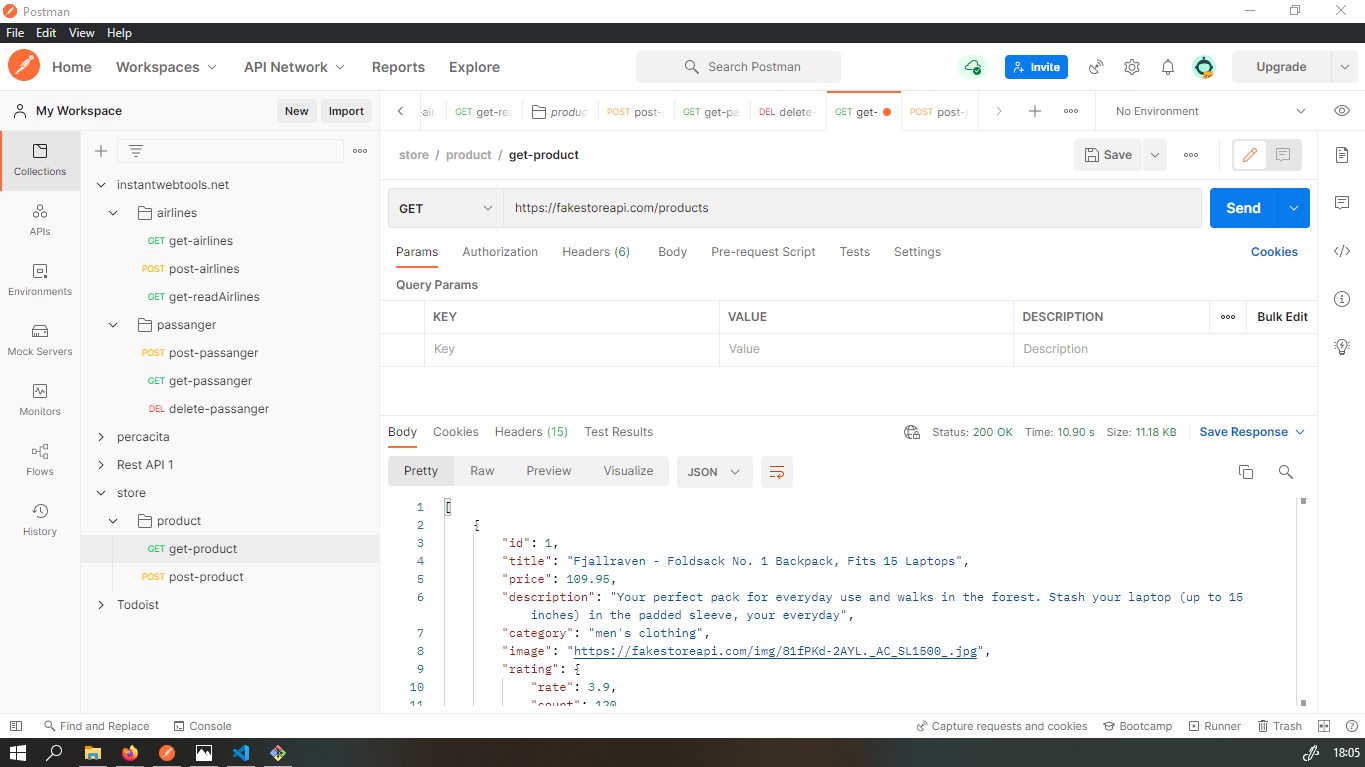 Postman
File Edit View Help
Home Workspaces API Network Reports Explore Search Postman Invite Upgrade
My Workspace New Import
GET get-rea produc POST post- GET get-pa DEL delete- GET get- POST post-p No Environment
Collections
APIs
Environments
Mock Servers
Monitors
Flows
History
instantwebtools.net
airlines
GET get-airlines
POST post-airlines
GET get-readAirlines
passanger
POST post-passanger
GET get-passanger
DEL delete-passanger
percacita
Rest API 1
store
product
GET get-product
POST post-product
Todoist
store / product / get-product Save
GET https://fakestoreapi.com/products Send
Params Authorization Headers (6) Body Pre-request Script Tests Settings Cookies
Query Params
KEY VALUE DESCRIPTION Bulk Edit
Key Value Description
Body Cookies Headers (15) Test Results Status: 200 OK Time: 10.90 s Size: 11.18 KB Save Response
Pretty Raw Preview Visualize JSON
1 [
2 {
3 "id": 1,
4 "title": "Fjallraven - Foldsack No. 1 Backpack, Fits 15 Laptops",
5 "price": 109.95,
6 "description": "Your perfect pack for everyday use and walks in the forest. Stash your laptop (up to 15
inches) in the padded sleeve, your everyday",
7 "category": "men's clothing",
8 "image": "https://fakestoreapi.com/img/81fPKd-2AYL._AC_SL1500_.jpg",
9 "rating": {
10 "rate": 3.9,
11 "count": 120
Find and Replace Console Capture requests and cookies Bootcamp Runner Trash
18:05